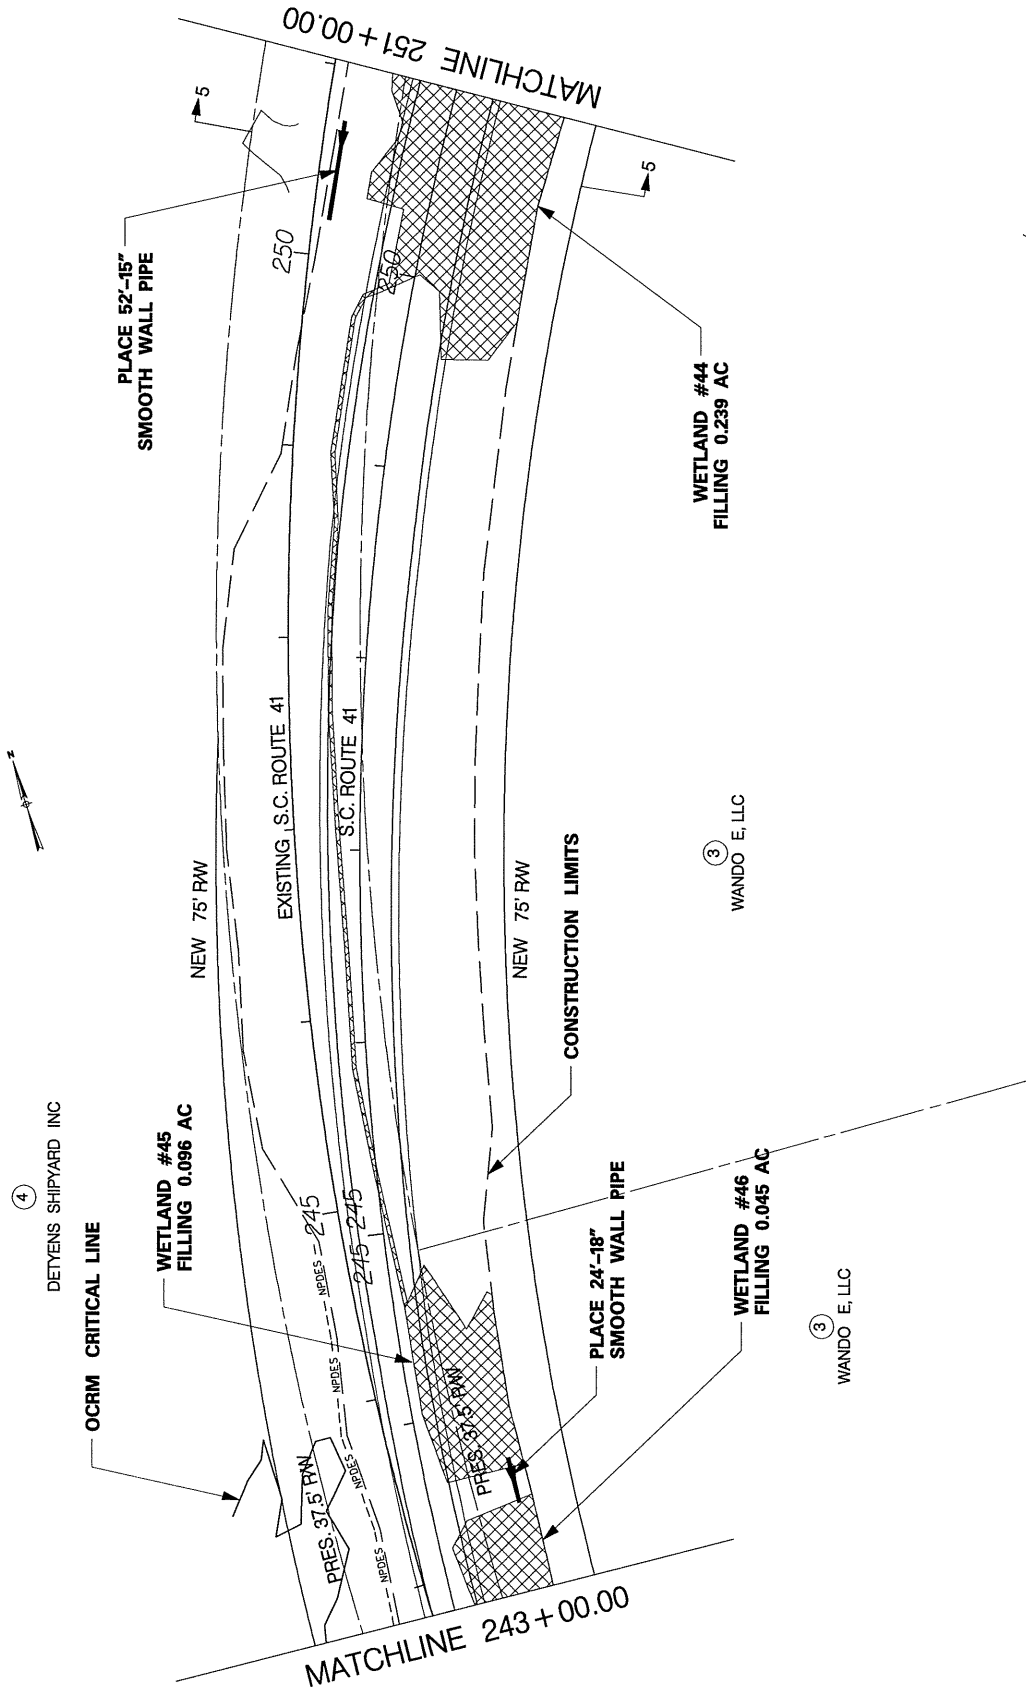 MATCHLINE 251+00.00
5
5
PLACE 52'-15"
SMOOTH WALL PIPE
250
250
WETLAND #44
FILLING 0.239 AC
N
EXISTING S.C. ROUTE 41
S.C. ROUTE 41
NEW 75' R/W
NEW 75' R/W
CONSTRUCTION LIMITS
3
WANDO E, LLC
4
DETYENS SHIPYARD INC
OCRM CRITICAL LINE
WETLAND #45
FILLING 0.096 AC
245
245
245
NPDES
NPDES
NPDES
NPDES
PRES. 37.5' R/W
PRES. 37.5' R/W
PLACE 24'-18"
SMOOTH WALL PIPE
WETLAND #46
FILLING 0.045 AC
3
WANDO E, LLC
MATCHLINE 243+00.00